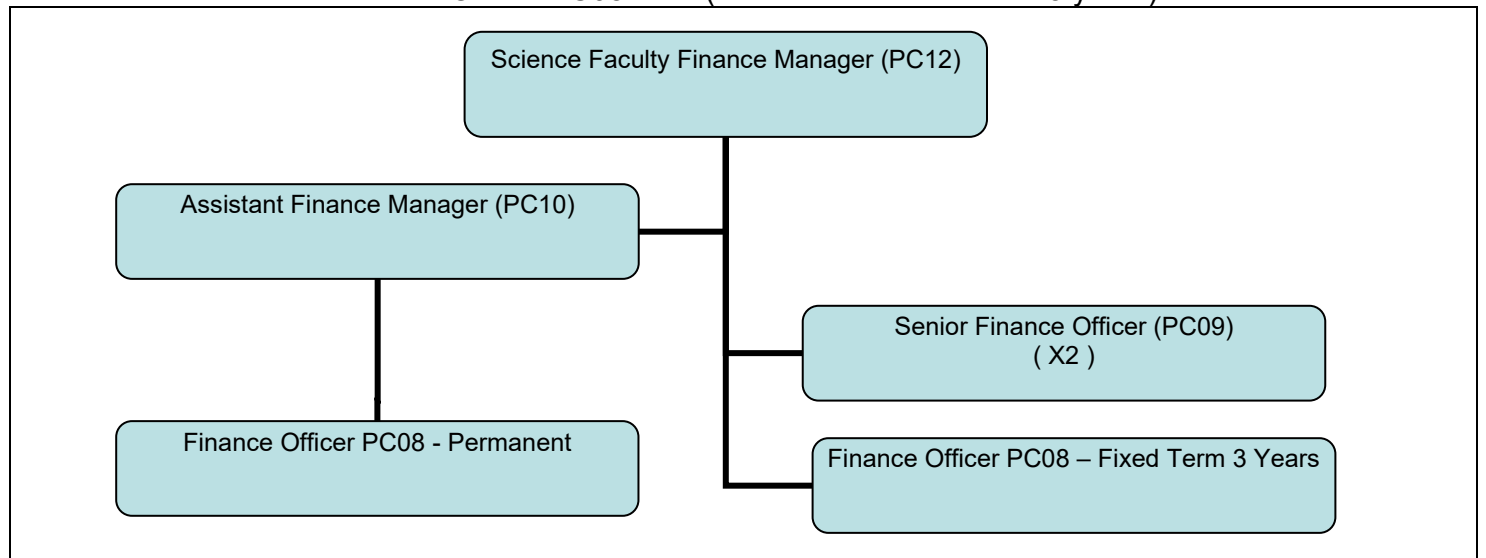 Science Faculty Finance Manager (PC12)
Assistant Finance Manager (PC10)
Senior Finance Officer (PC09)
( X2 )
Finance Officer PC08 - Permanent
Finance Officer PC08 – Fixed Term 3 Years